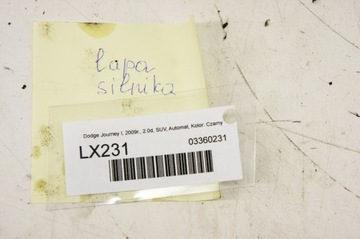 łapa
silnika
Dodge Journey I, 2009r., 2.0d, SUV, Automat, Kolor: Czarny
LX231
03360231